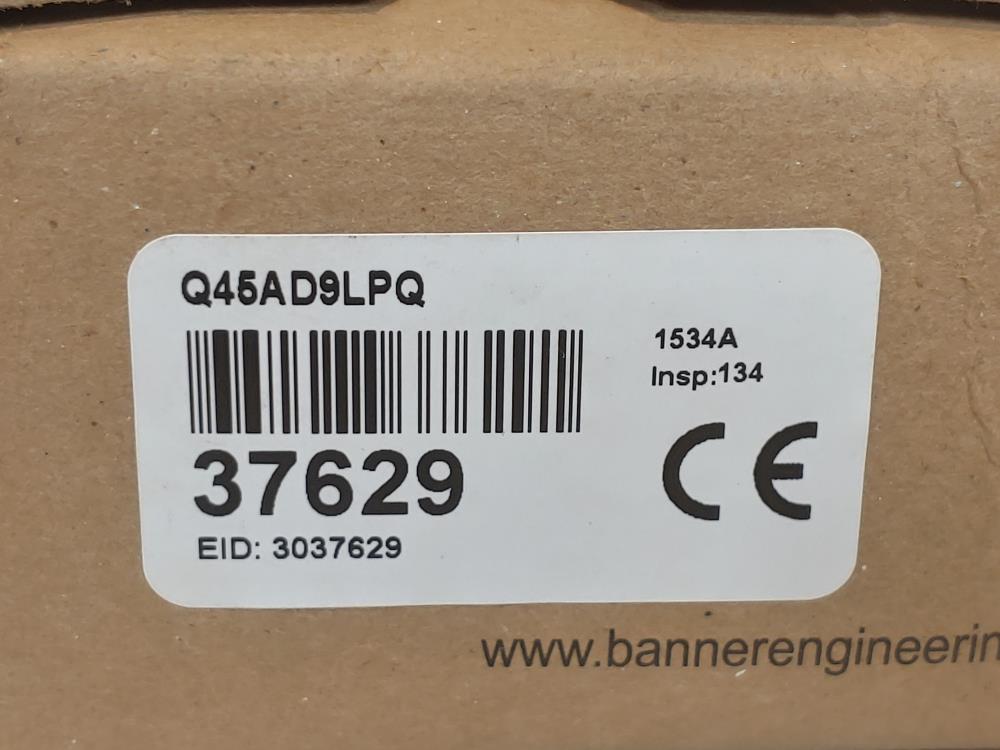 Q45AD9LPQ
1534A
Insp:134
37629
CE
EID: 3037629
www.bannerengineerin